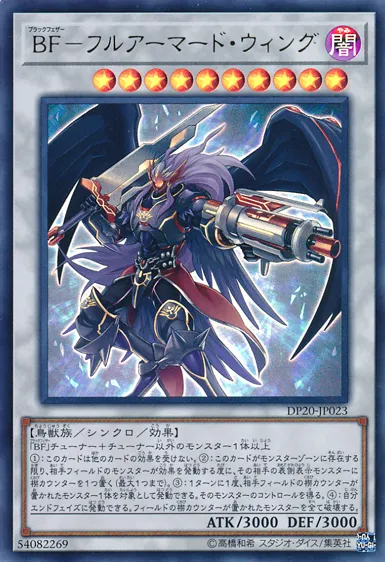 ブラックフェザー
BF－フルアーマード・ウィング
やみ
闇
DP20-JP023
【鳥獣族／シンクロ／効果】
「BF」チューナー＋チューナー以外のモンスター1体以上
①：このカードは他のカードの効果を受けない。②：このカードがモンスターゾーンに存在する
限り、相手フィールドのモンスターが効果を発動する度に、その相手の表側表示モンスターに
楔カウンターを1つ置く（最大1つまで）。③：1ターンに1度、相手フィールドの楔カウンターが
置かれたモンスター1体を対象として発動できる。そのモンスターのコントロールを得る。④：自分
エンドフェイズに発動できる。フィールドの楔カウンターが置かれたモンスターを全て破壊する。
ATK/3000 DEF/3000
54082269
©高橋和希 スタジオ・ダイス/集英社